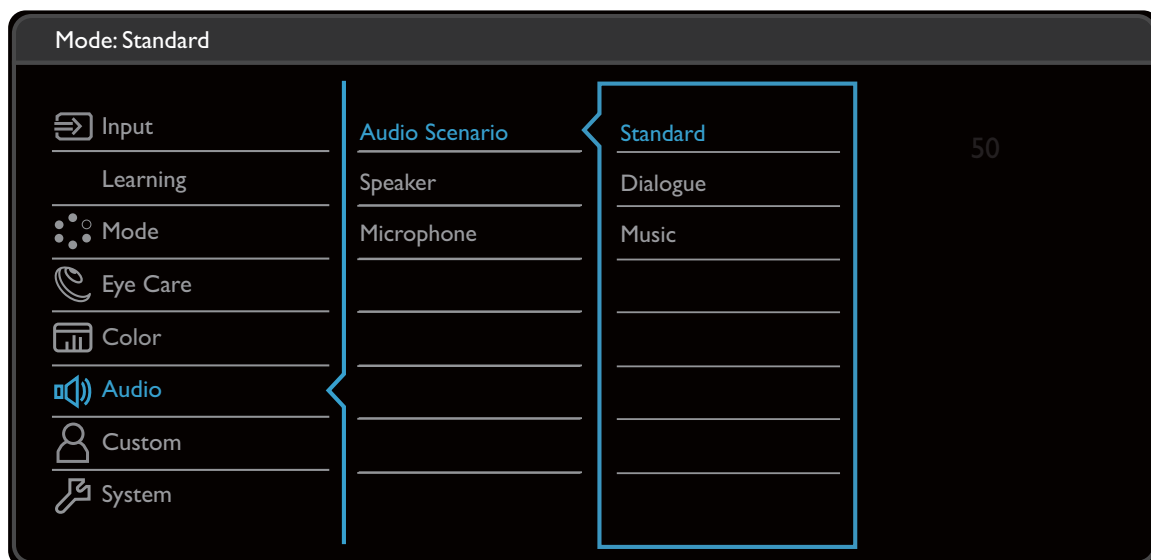 Mode: Standard
Input
Learning
Mode
Eye Care
Color
Audio
Custom
System
Audio Scenario
Speaker
Microphone
Standard
Dialogue
Music
50